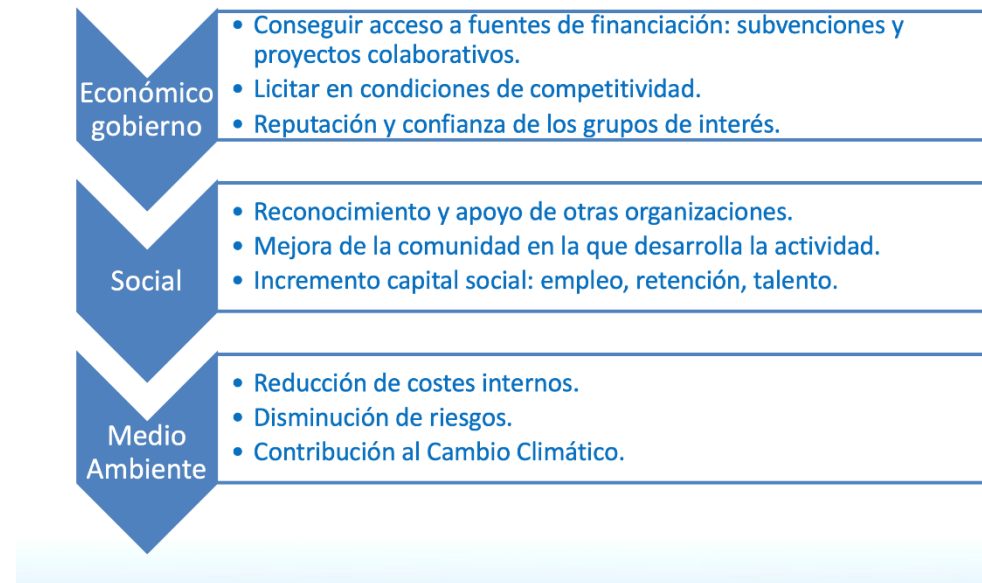 Económico
gobierno
• Conseguir acceso a fuentes de financiación: subvenciones y
proyectos colaborativos.
• Licitar en condiciones de competitividad.
• Reputación y confianza de los grupos de interés.
Social
• Reconocimiento y apoyo de otras organizaciones.
• Mejora de la comunidad en la que desarrolla la actividad.
• Incremento capital social: empleo, retención, talento.
Medio
Ambiente
• Reducción de costes internos.
• Disminución de riesgos.
• Contribución al Cambio Climático.